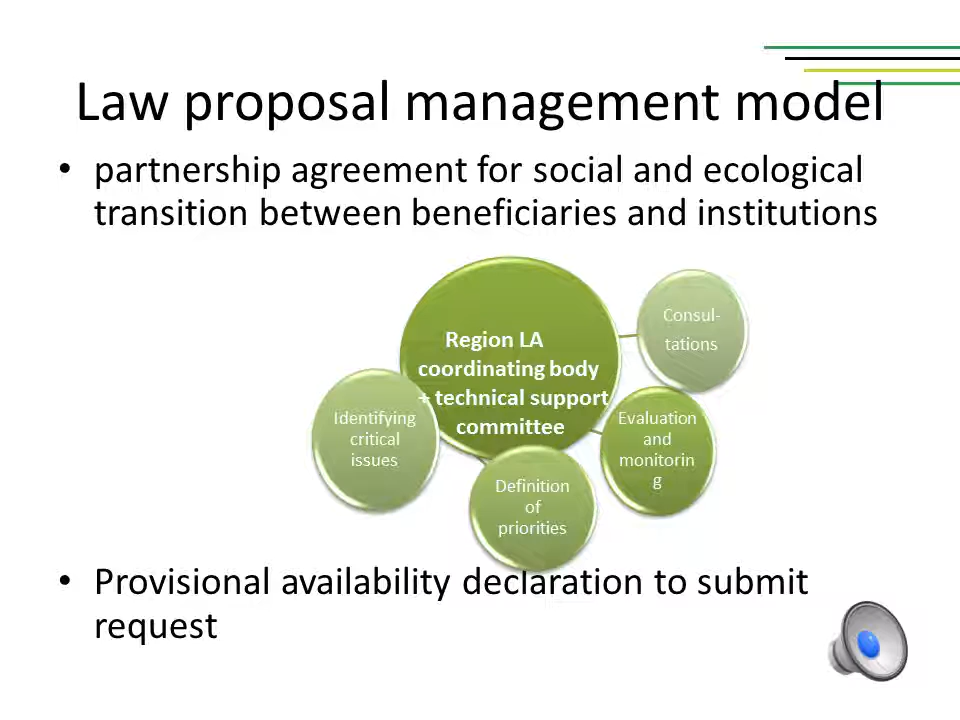 Law proposal management model
• partnership agreement for social and ecological
transition between beneficiaries and institutions
Region LA
coordinating body
+ technical support
committee
Consul-
tations
Evaluation
and
monitorin
g
Definition
of
priorities
Identifying
critical
issues
• Provisional availability declaration to submit
request